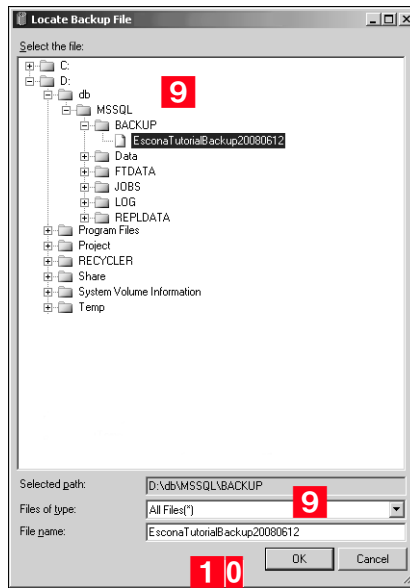 Locate Backup File
Select the file:
C:
D:
db
9
MSSQL
BACKUP
EsconaTutorialBackup20080612
Data
FTDATA
JOBS
LOG
REPLDATA
Program Files
Project
RECYCLER
Share
System Volume Information
Temp
Selected path: D:\db\MSSQL\BACKUP
Files of type: All Files(*) 9
File name: EsconaTutorialBackup20080612
10 OK Cancel